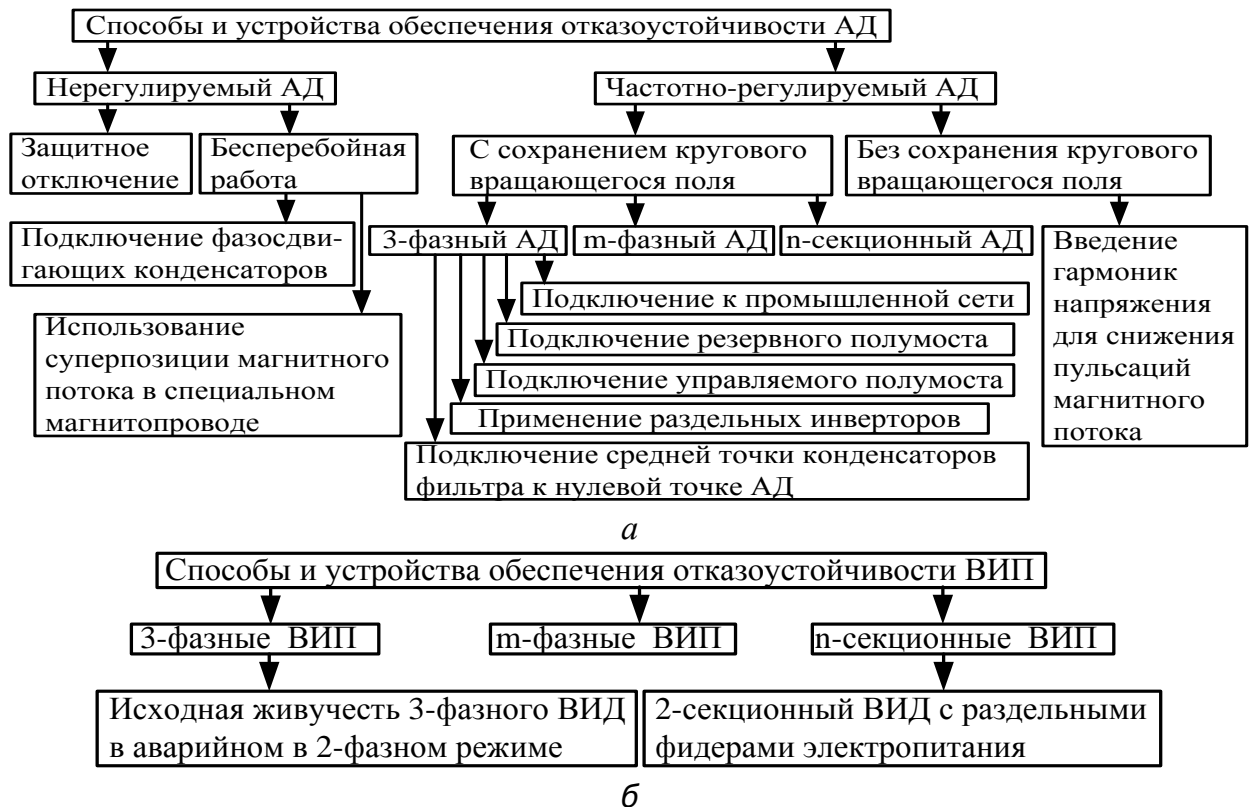 Способы и устройства обеспечения отказоустойчивости АД
Нерегулируемый АД
Частотно-регулируемый АД
Защитное
отключение
Бесперебойная
работа
С сохранением кругового
вращающегося поля
Без сохранения кругового
вращающегося поля
Подключение фазосдви-
гающих конденсаторов
3-фазный АД
m-фазный АД
n-секционный АД
Введение
гармоник
напряжения
для снижения
пульсаций
магнитного
потока
Использование
суперпозиции магнитного
потока в специальном
магнитопроводе
Подключение к промышленной сети
Подключение резервного полумоста
Подключение управляемого полумоста
Применение раздельных инверторов
Подключение средней точки конденсаторов
фильтра к нулевой точке АД
а
Способы и устройства обеспечения отказоустойчивости ВИП
3-фазные ВИП
m-фазные ВИП
n-секционные ВИП
Исходная живучесть 3-фазного ВИД
в аварийном в 2-фазном режиме
2-секционный ВИД с раздельными
фидерами электропитания
б